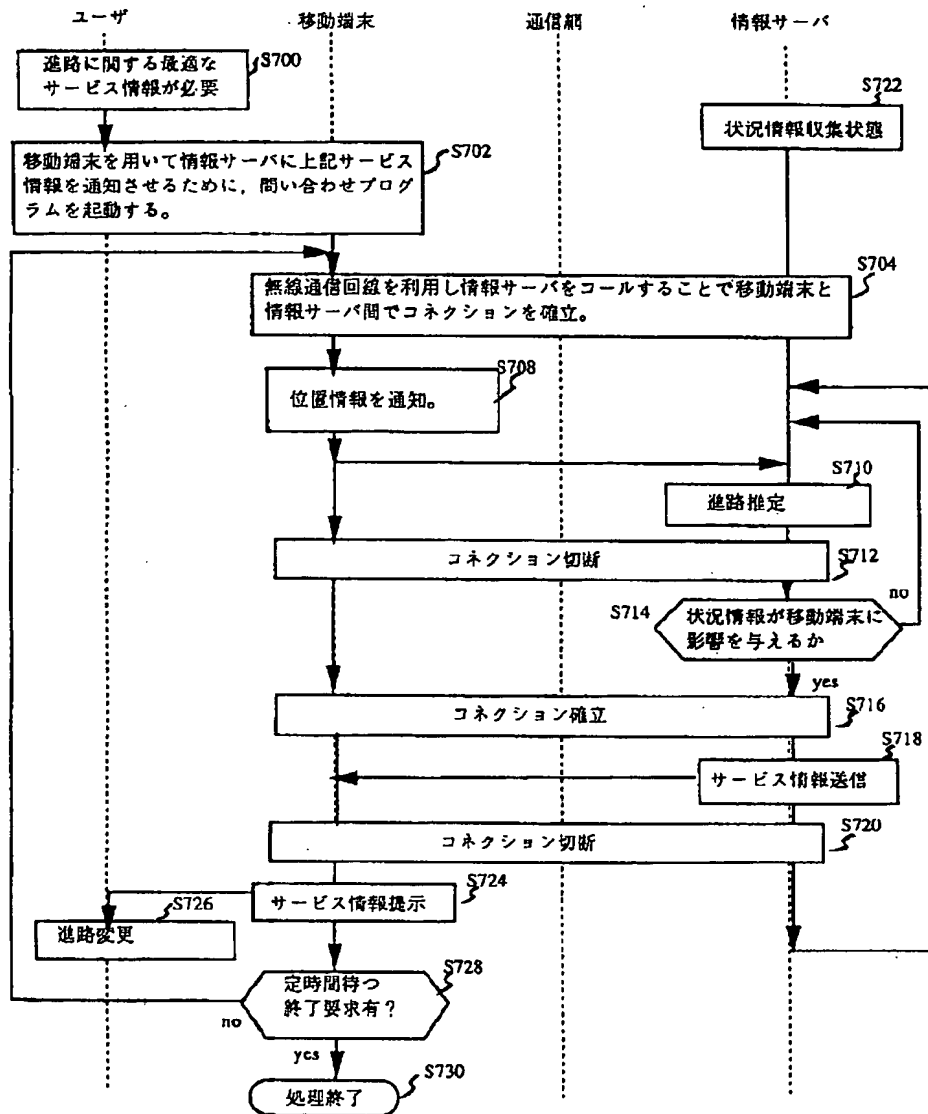 ユーザ
移動端末
通信網
情報サーバ
進路に関する最適な
サービス情報が必要
S700
S722
状況情報収集状態
移動端末を用いて情報サーバに上記サービス
情報を通知させるために，問い合わせプログ
ラムを起動する。
S702
無線通信回線を利用し情報サーバをコールすることで移動端末と
情報サーバ間でコネクションを確立。
S704
位置情報を通知。
S708
進路推定
S710
コネクション切断
S712
S714
状況情報が移動端末に
影響を与えるか
no
yes
コネクション確立
S716
サービス情報送信
S718
コネクション切断
S720
サービス情報提示
S724
進路変更
S726
定時間待つ
終了要求有？
S728
no
yes
処理終了
S730